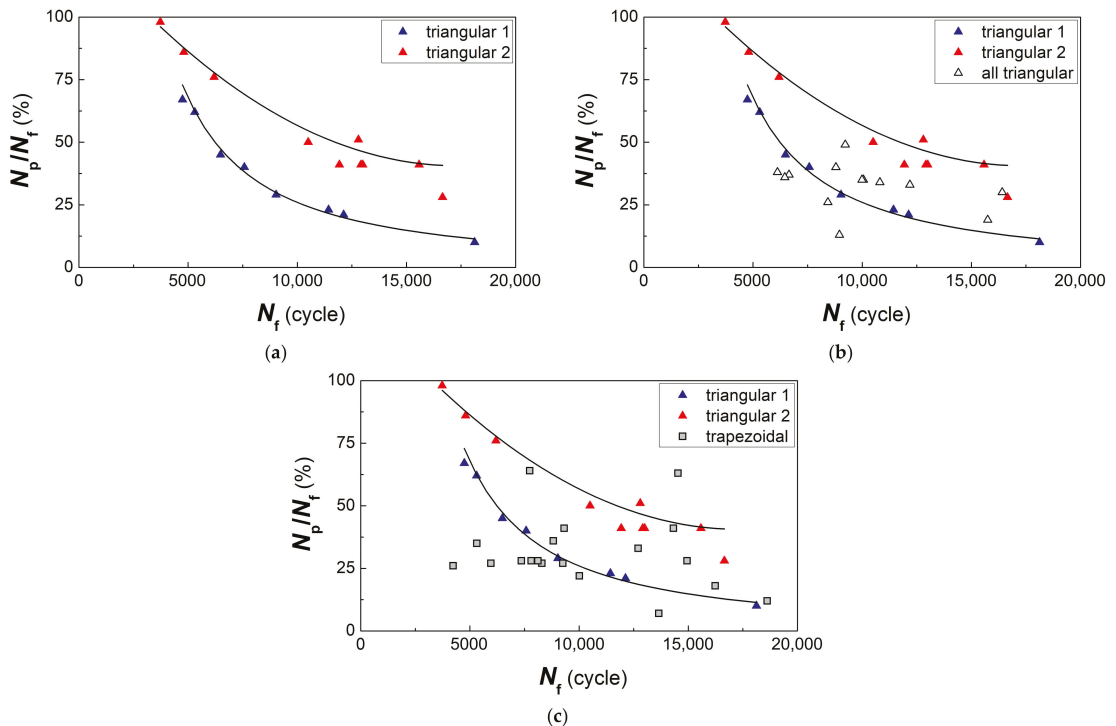 100
75
50
25
0
Np/Nf (%)
triangular 1
triangular 2
5000
10,000
15,000
20,000
Nf (cycle)
(a)
100
75
50
25
0
Np/Nf (%)
triangular 1
triangular 2
all triangular
0
5000
10,000
15,000
20,000
Nf (cycle)
(b)
100
75
50
25
0
Np/Nf (%)
triangular 1
triangular 2
trapezoidal
0
5000
10,000
15,000
20,000
Nf (cycle)
(c)